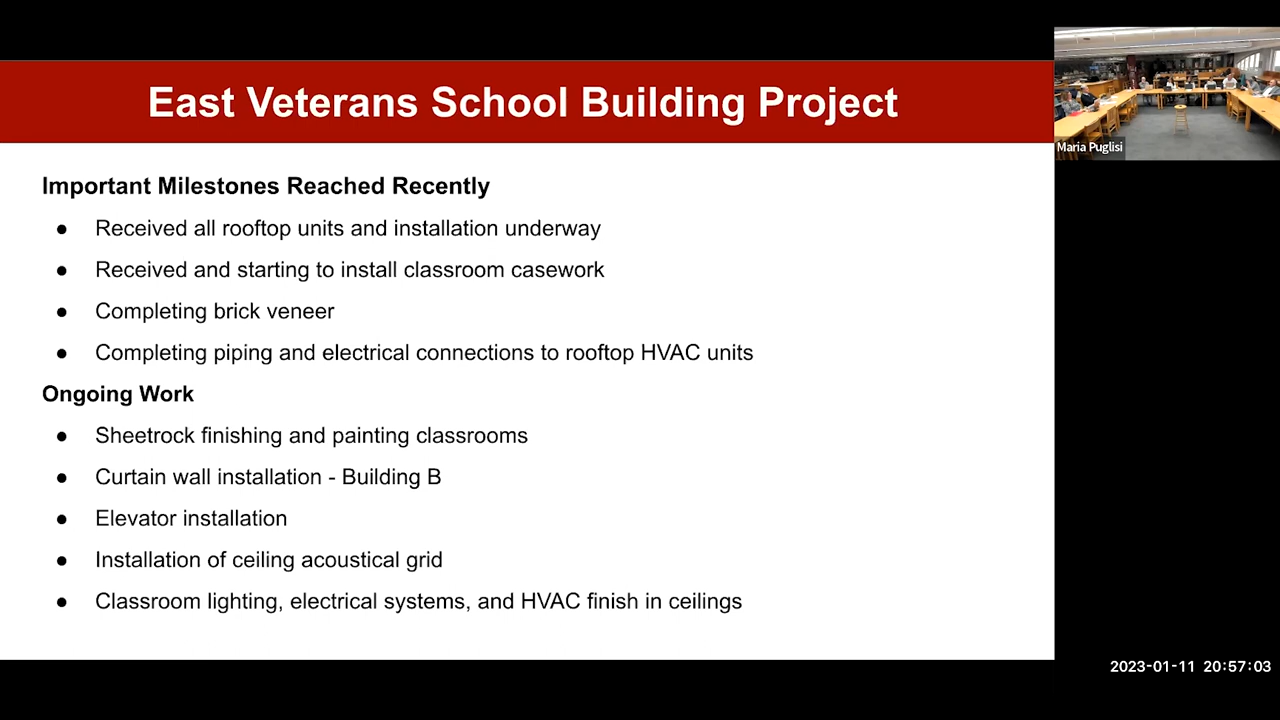 East Veterans School Building Project
Maria Puglisi
Important Milestones Reached Recently
● Received all rooftop units and installation underway
● Received and starting to install classroom casework
● Completing brick veneer
● Completing piping and electrical connections to rooftop HVAC units
Ongoing Work
● Sheetrock finishing and painting classrooms
● Curtain wall installation - Building B
● Elevator installation
● Installation of ceiling acoustical grid
● Classroom lighting, electrical systems, and HVAC finish in ceilings
2023-01-11 20:57:03